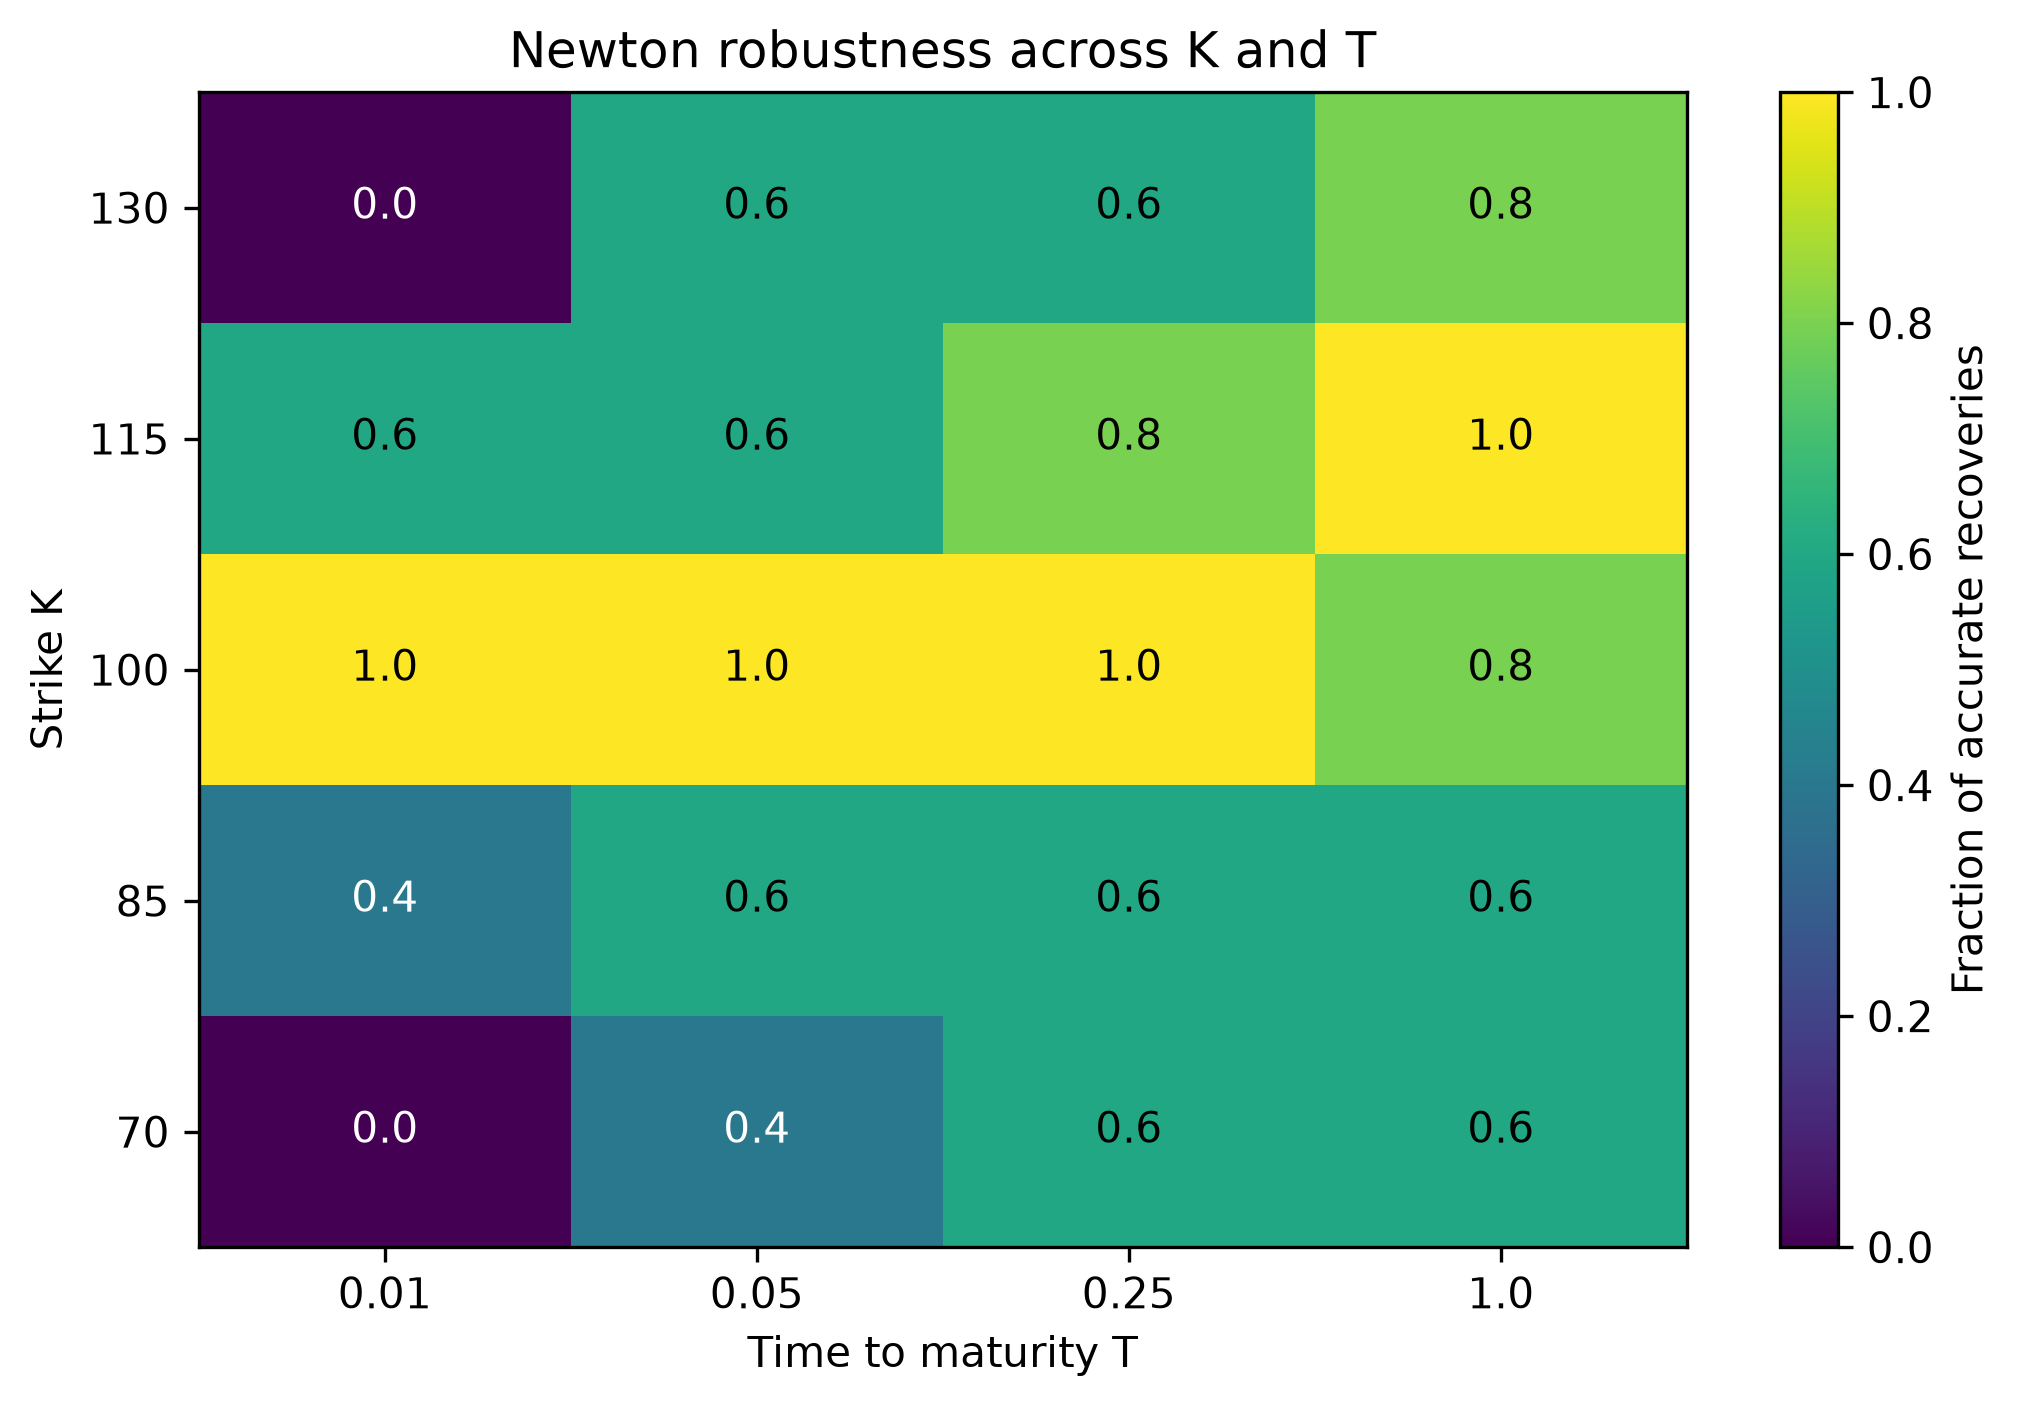 Newton robustness across K and T
Strike K
130
115
100
85
70
0.0 0.6 0.6 0.8
0.6 0.6 0.8 1.0
1.0 1.0 1.0 0.8
0.4 0.6 0.6 0.6
0.0 0.4 0.6 0.6
0.01 0.05 0.25 1.0
Time to maturity T
1.0
0.8
0.6
0.4
0.2
0.0
Fraction of accurate recoveries